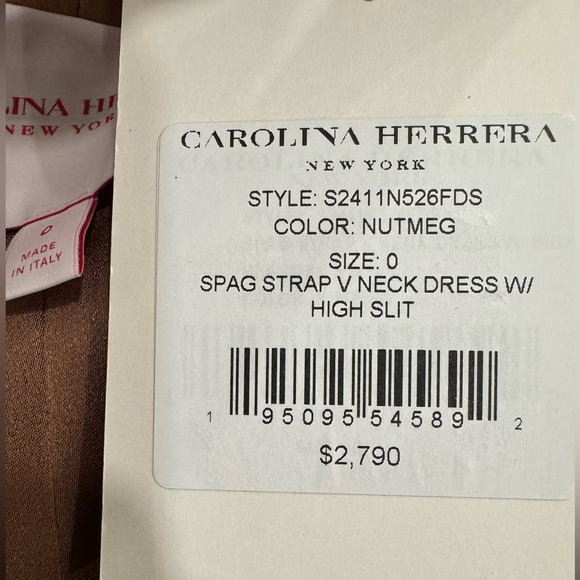 NEW YOR
0
MADE
IN ITALY
CAROLINA HERRERA
NEW YORK
STYLE: S2411N526FDS
COLOR: NUTMEG
SIZE: 0
SPAG STRAP V NECK DRESS W/
HIGH SLIT
1 95095 54589 2
$2,790